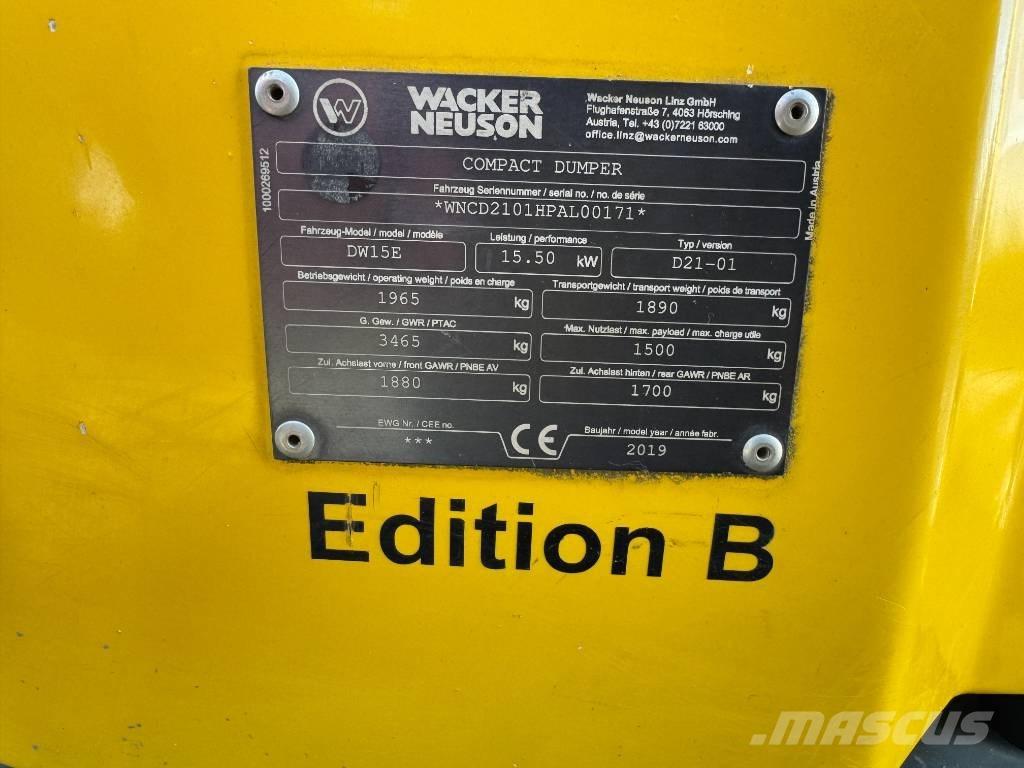 WACKER
NEUSON
Wacker Neuson Linz GmbH
Flughafenstraße 7, 4063 Hörsching
Austria, Tel. +43 (0)7221 63000
office.linz@wackerneuson.com
1000269512
COMPACT DUMPER
Fahrzeug Seriennummer / serial no. / no. de série
*WNCD2101HPAL00171*
Made in Austria
Fahrzeug-Model / model / modèle
DW15E
Leistung / performance
15.50 kW
Typ / version
D21-01
Betriebsgewicht / operating weight / poids en charge
1965 kg
Transportgewicht / transport weight / poids de transport
1890 kg
G. Gew. / GWR / PTAC
3465 kg
Max. Nutzlast / max. payload / max. charge utile
1500 kg
Zul. Achslast vorne / front GAWR / PNBE AV
1880 kg
Zul. Achslast hinten / rear GAWR / PNBE AR
1700 kg
EWG Nr. / CEE no.
***
CE
Baujahr / model year / année fabr.
2019
Edition B
MASCUS